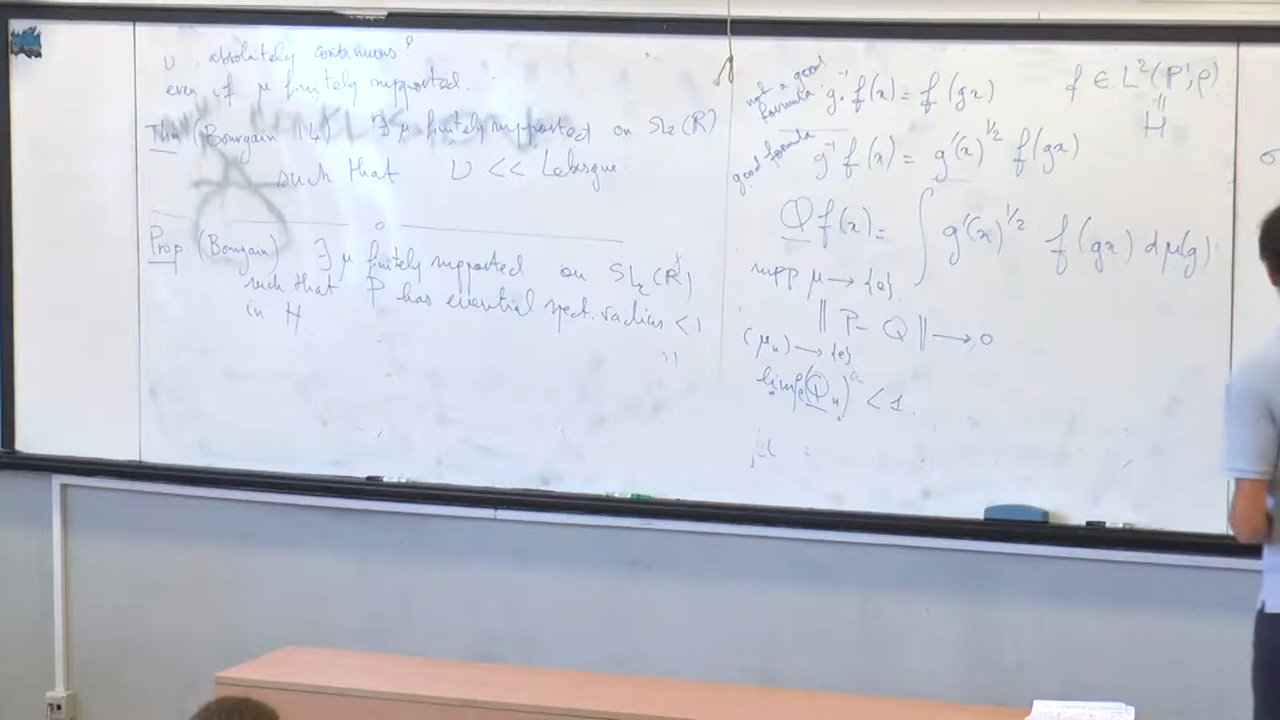 ν absolutely continuous?
even if μ finitely supported.
Thm (Bourgain 14) ∃ μ finitely supported on SL₂(R)
such that ν << Lebesgue.
Prop (Bourgain) ∃ μ finitely supported on SL₂(R)
such that P has essential spect. radius < 1
in H
not a good formula g⁻¹. f(x) = f(gx)
f ∈ L²(P¹, ρ)
=
H
good formula g⁻¹ f(x) = g'(x)^{1/2} f(gx)
Q f(x) = ∫ g'(x)^{1/2} f(gx) dμ(g)
supp μ → {e}.
‖ P - Q ‖ → 0
(μₙ) → {e}
< 1.